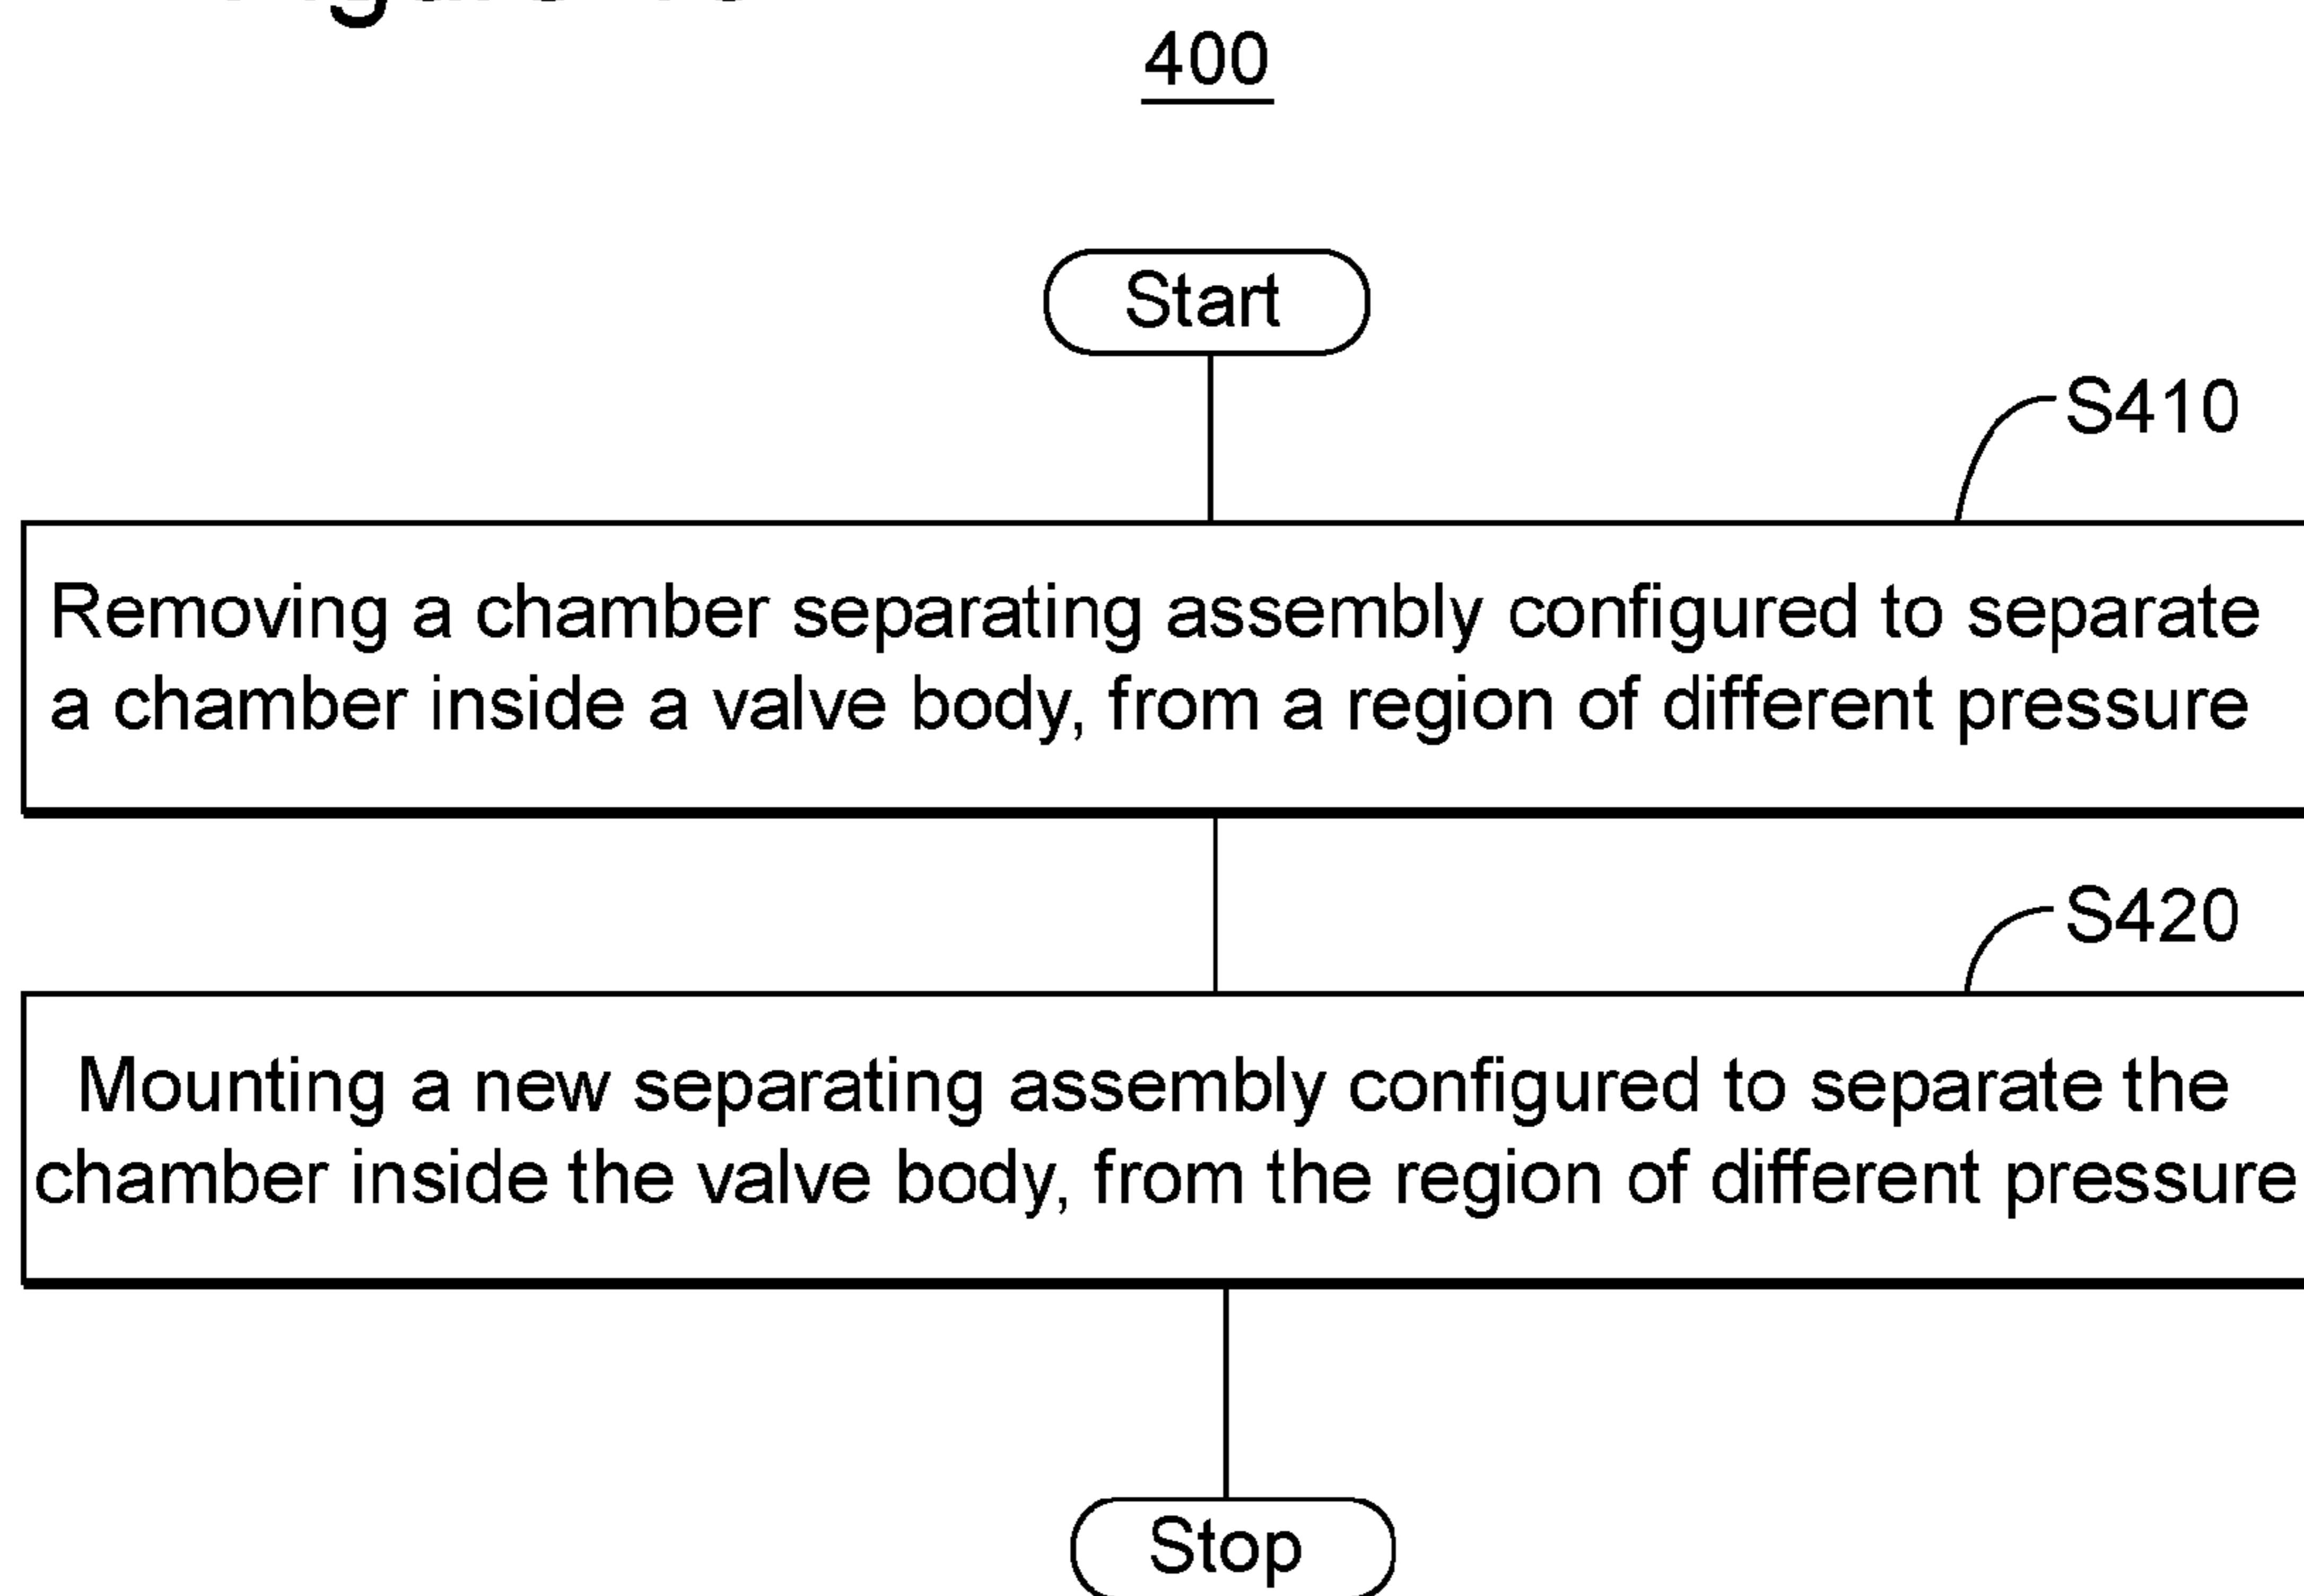 400
Start
S410
Removing a chamber separating assembly configured to separate
a chamber inside a valve body, from a region of different pressure
S420
Mounting a new separating assembly configured to separate the
chamber inside the valve body, from the region of different pressure
Stop